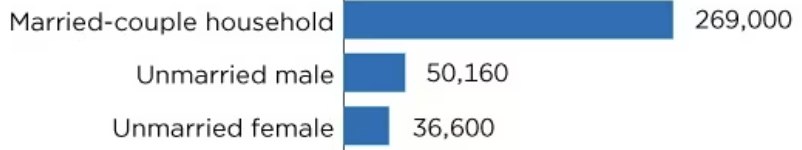 Married-couple household 269,000
Unmarried male 50,160
Unmarried female 36,600